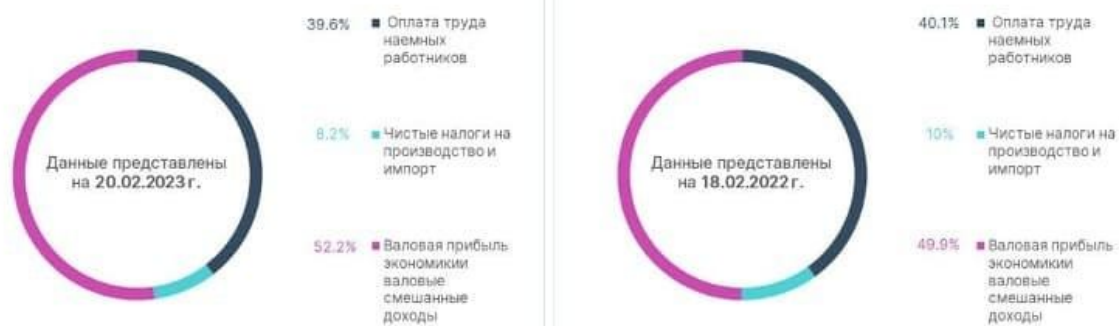 39.6% Оплата труда
наемных
работников
8.2% Чистые налоги на
производство и
импорт
Данные представлены
на 20.02.2023 г.
52.2% Валовая прибыль
экономикии
валовые
смешанные
доходы
40.1% Оплата труда
наемных
работников
10% Чистые налоги на
производство и
импорт
Данные представлены
на 18.02.2022 г.
49.9% Валовая прибыль
экономикии
валовые
смешанные
доходы